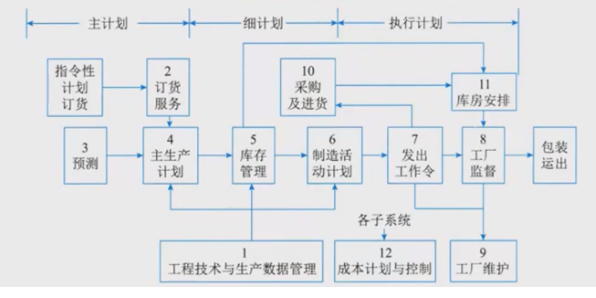 主计划
细计划
执行计划
指令性
计划
订货
2
订货
服务
10
采购
及进货
11
库房安排
3
预测
4
主生产
计划
5
库存
管理
6
制造活
动计划
7
发出
工作令
8
工厂
监督
包装
运出
各子系统
1
工程技术与生产数据管理
12
成本计划与控制
9
工厂维护